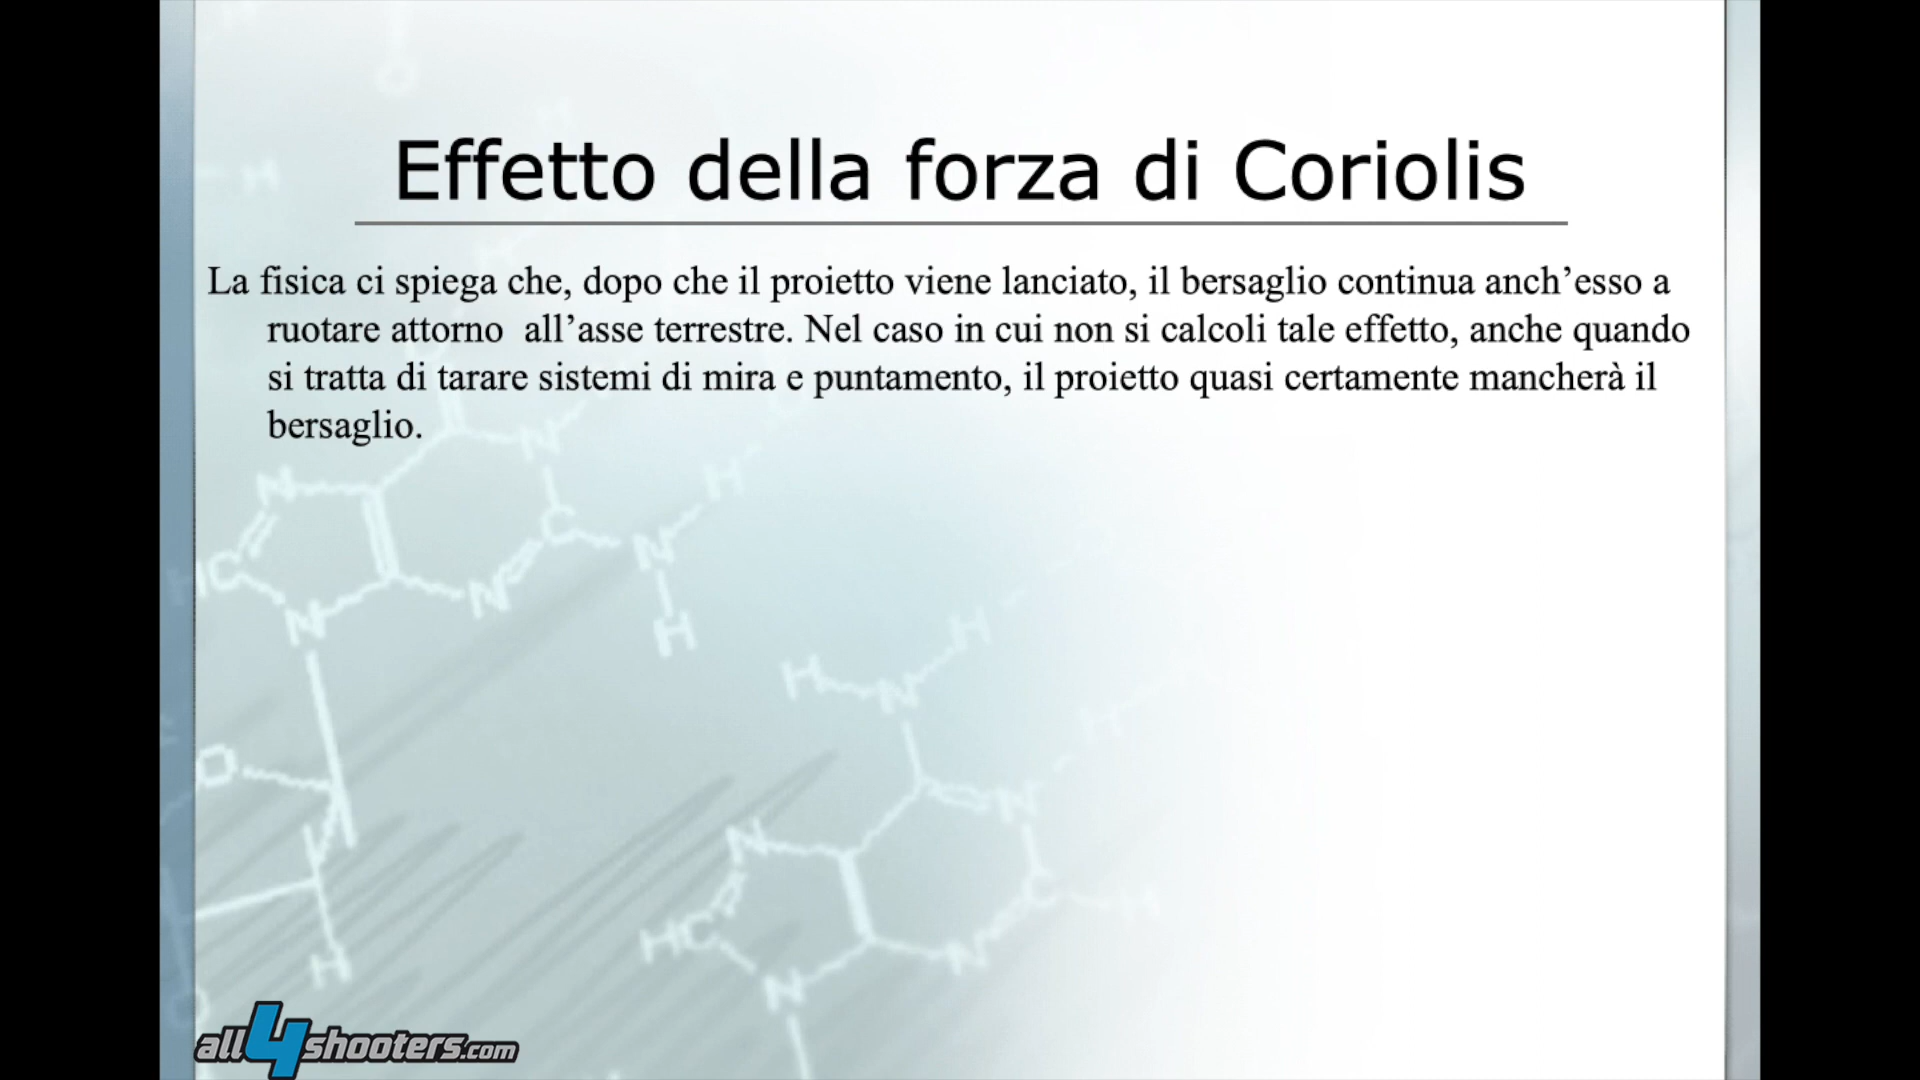 Effetto della forza di Coriolis
La fisica ci spiega che, dopo che il proietto viene lanciato, il bersaglio continua anch’esso a
ruotare attorno  all’asse terrestre. Nel caso in cui non si calcoli tale effetto, anche quando
si tratta di tarare sistemi di mira e puntamento, il proietto quasi certamente mancherà il
bersaglio.
all4shooters.com